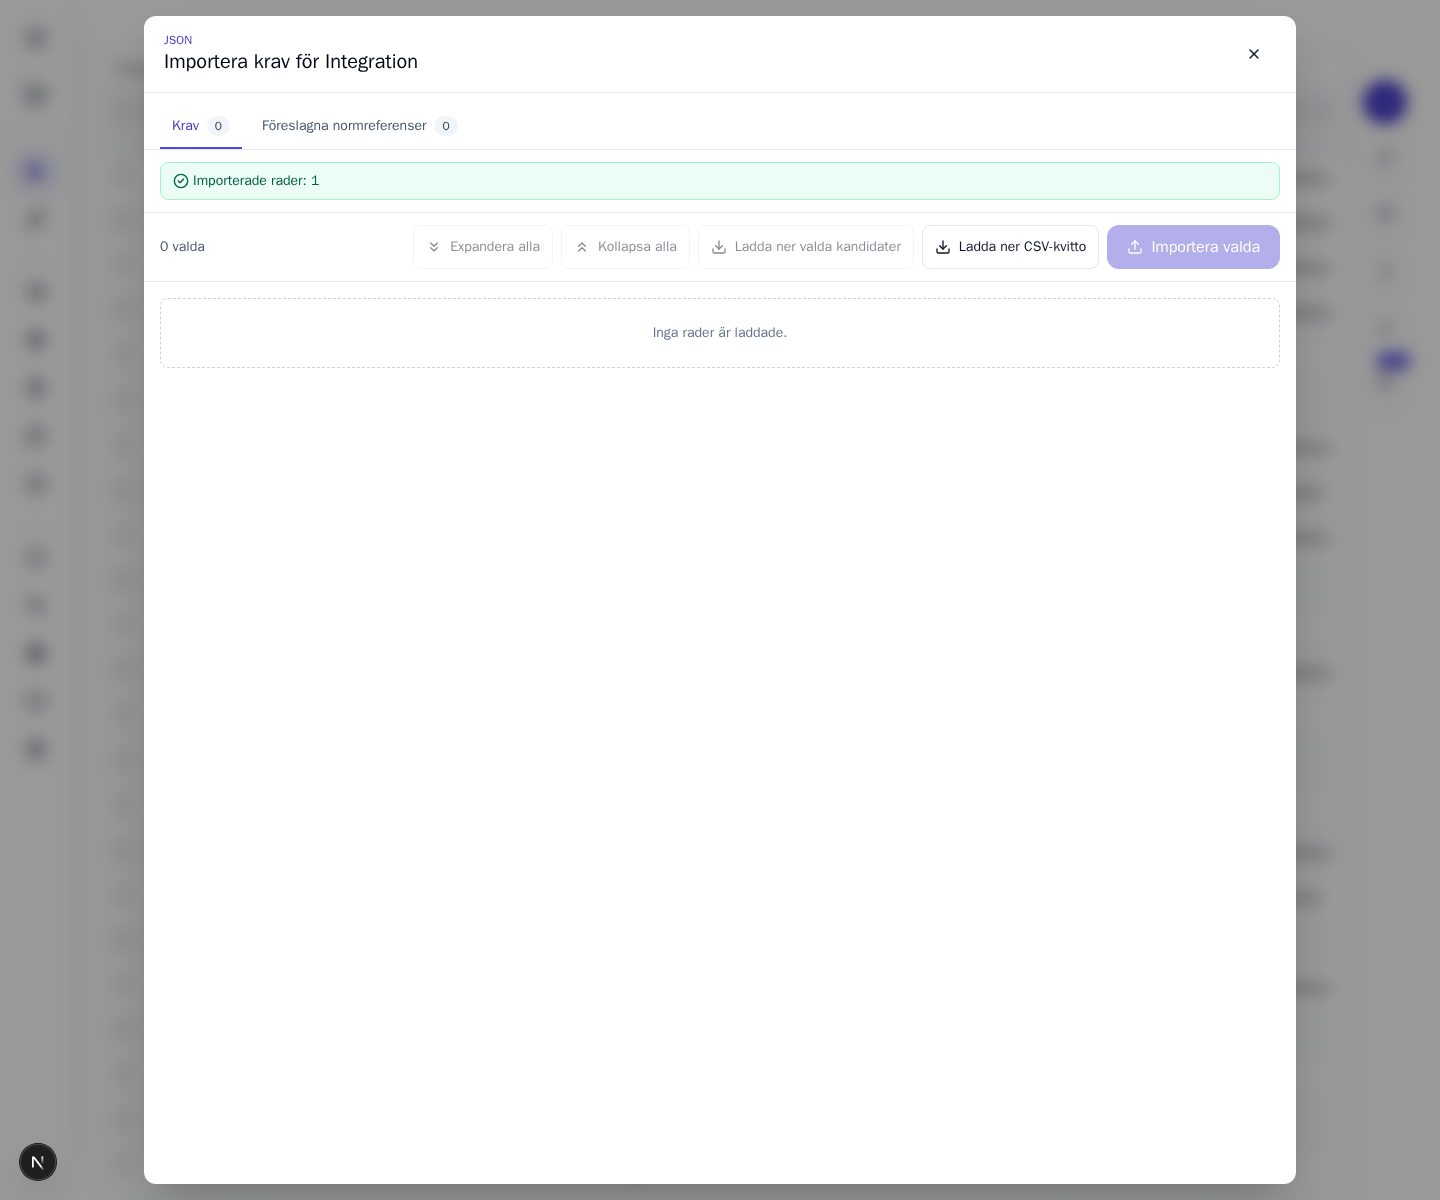 JSON
Importera krav för Integration
Krav 0 Föreslagna normreferenser 0
Importerade rader: 1
0 valda Expandera alla Kollapsa alla Ladda ner valda kandidater Ladda ner CSV-kvitto Importera valda
Inga rader är laddade.
N